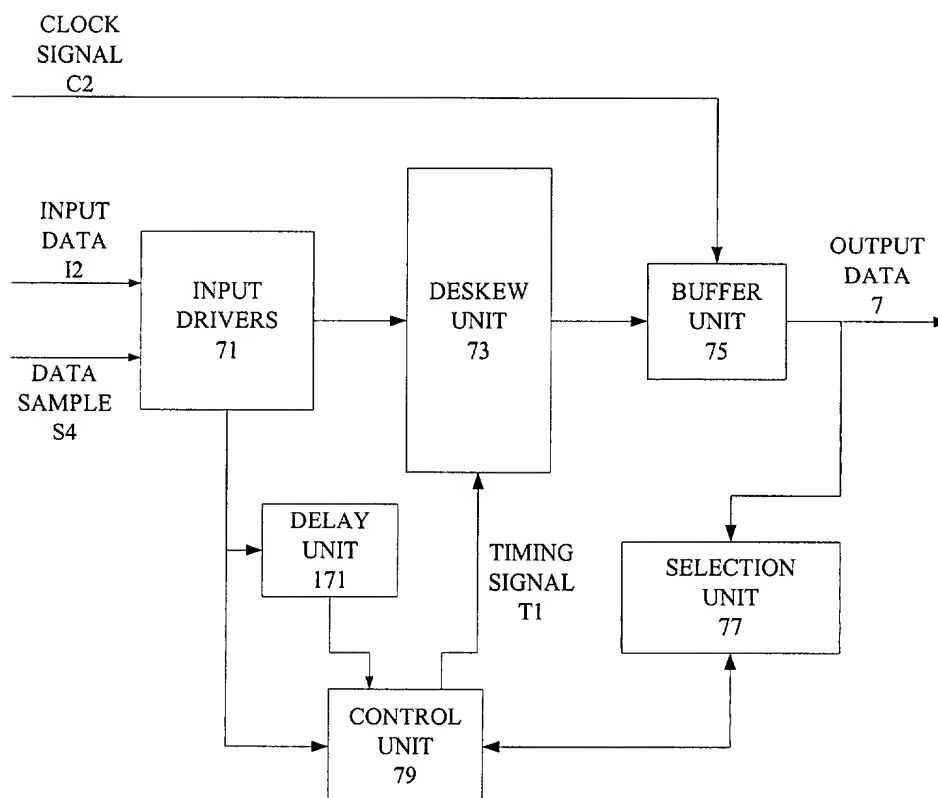 CLOCK
SIGNAL
C2
INPUT
DATA
I2
DATA
SAMPLE
S4
INPUT
DRIVERS
71
DESKEW
UNIT
73
BUFFER
UNIT
75
OUTPUT
DATA
7
DELAY
UNIT
171
TIMING
SIGNAL
T1
SELECTION
UNIT
77
CONTROL
UNIT
79